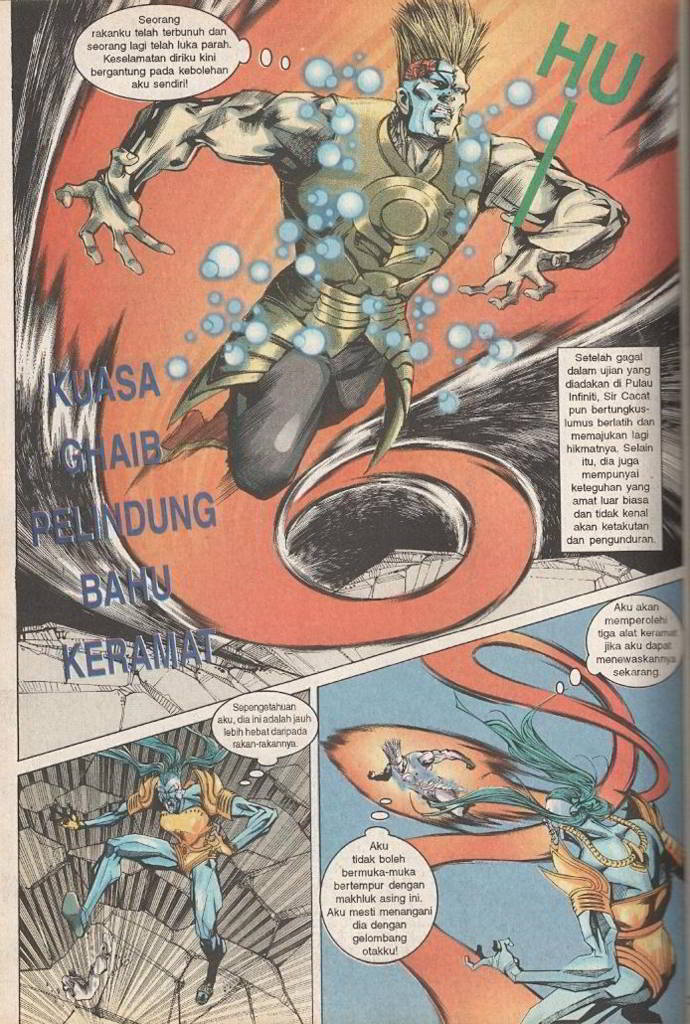 Seorang
rakanku telah terbunuh dan
seorang lagi telah luka parah.
Keselamatan diriku kini
bergantung pada kebolehan
aku sendiri!
HU
KUASA
GHAIB
PELINDUNG
BAHU
KERAMAT
Setelah gagal
dalam ujian yang
diadakan di Pulau
Infiniti, Sir Cacat
pun bertungkus-
lumus berlatih dan
memajukan lagi
hikmatnya. Selain
itu, dia juga
mempunyai
keteguhan yang
amat luar biasa
dan tidak kenal
akan ketakutan
dan pengunduran.
Sepengetahuan
aku, dia ini adalah jauh
lebih hebat daripada
rakan-rakannya.
Aku akan
memperolehi
tiga alat keramat
jika aku dapat
menewaskannya
sekarang.
Aku
tidak boleh
bermuka-muka
bertempur dengan
makhluk asing ini.
Aku mesti menangani
dia dengan
gelombang
otakku!